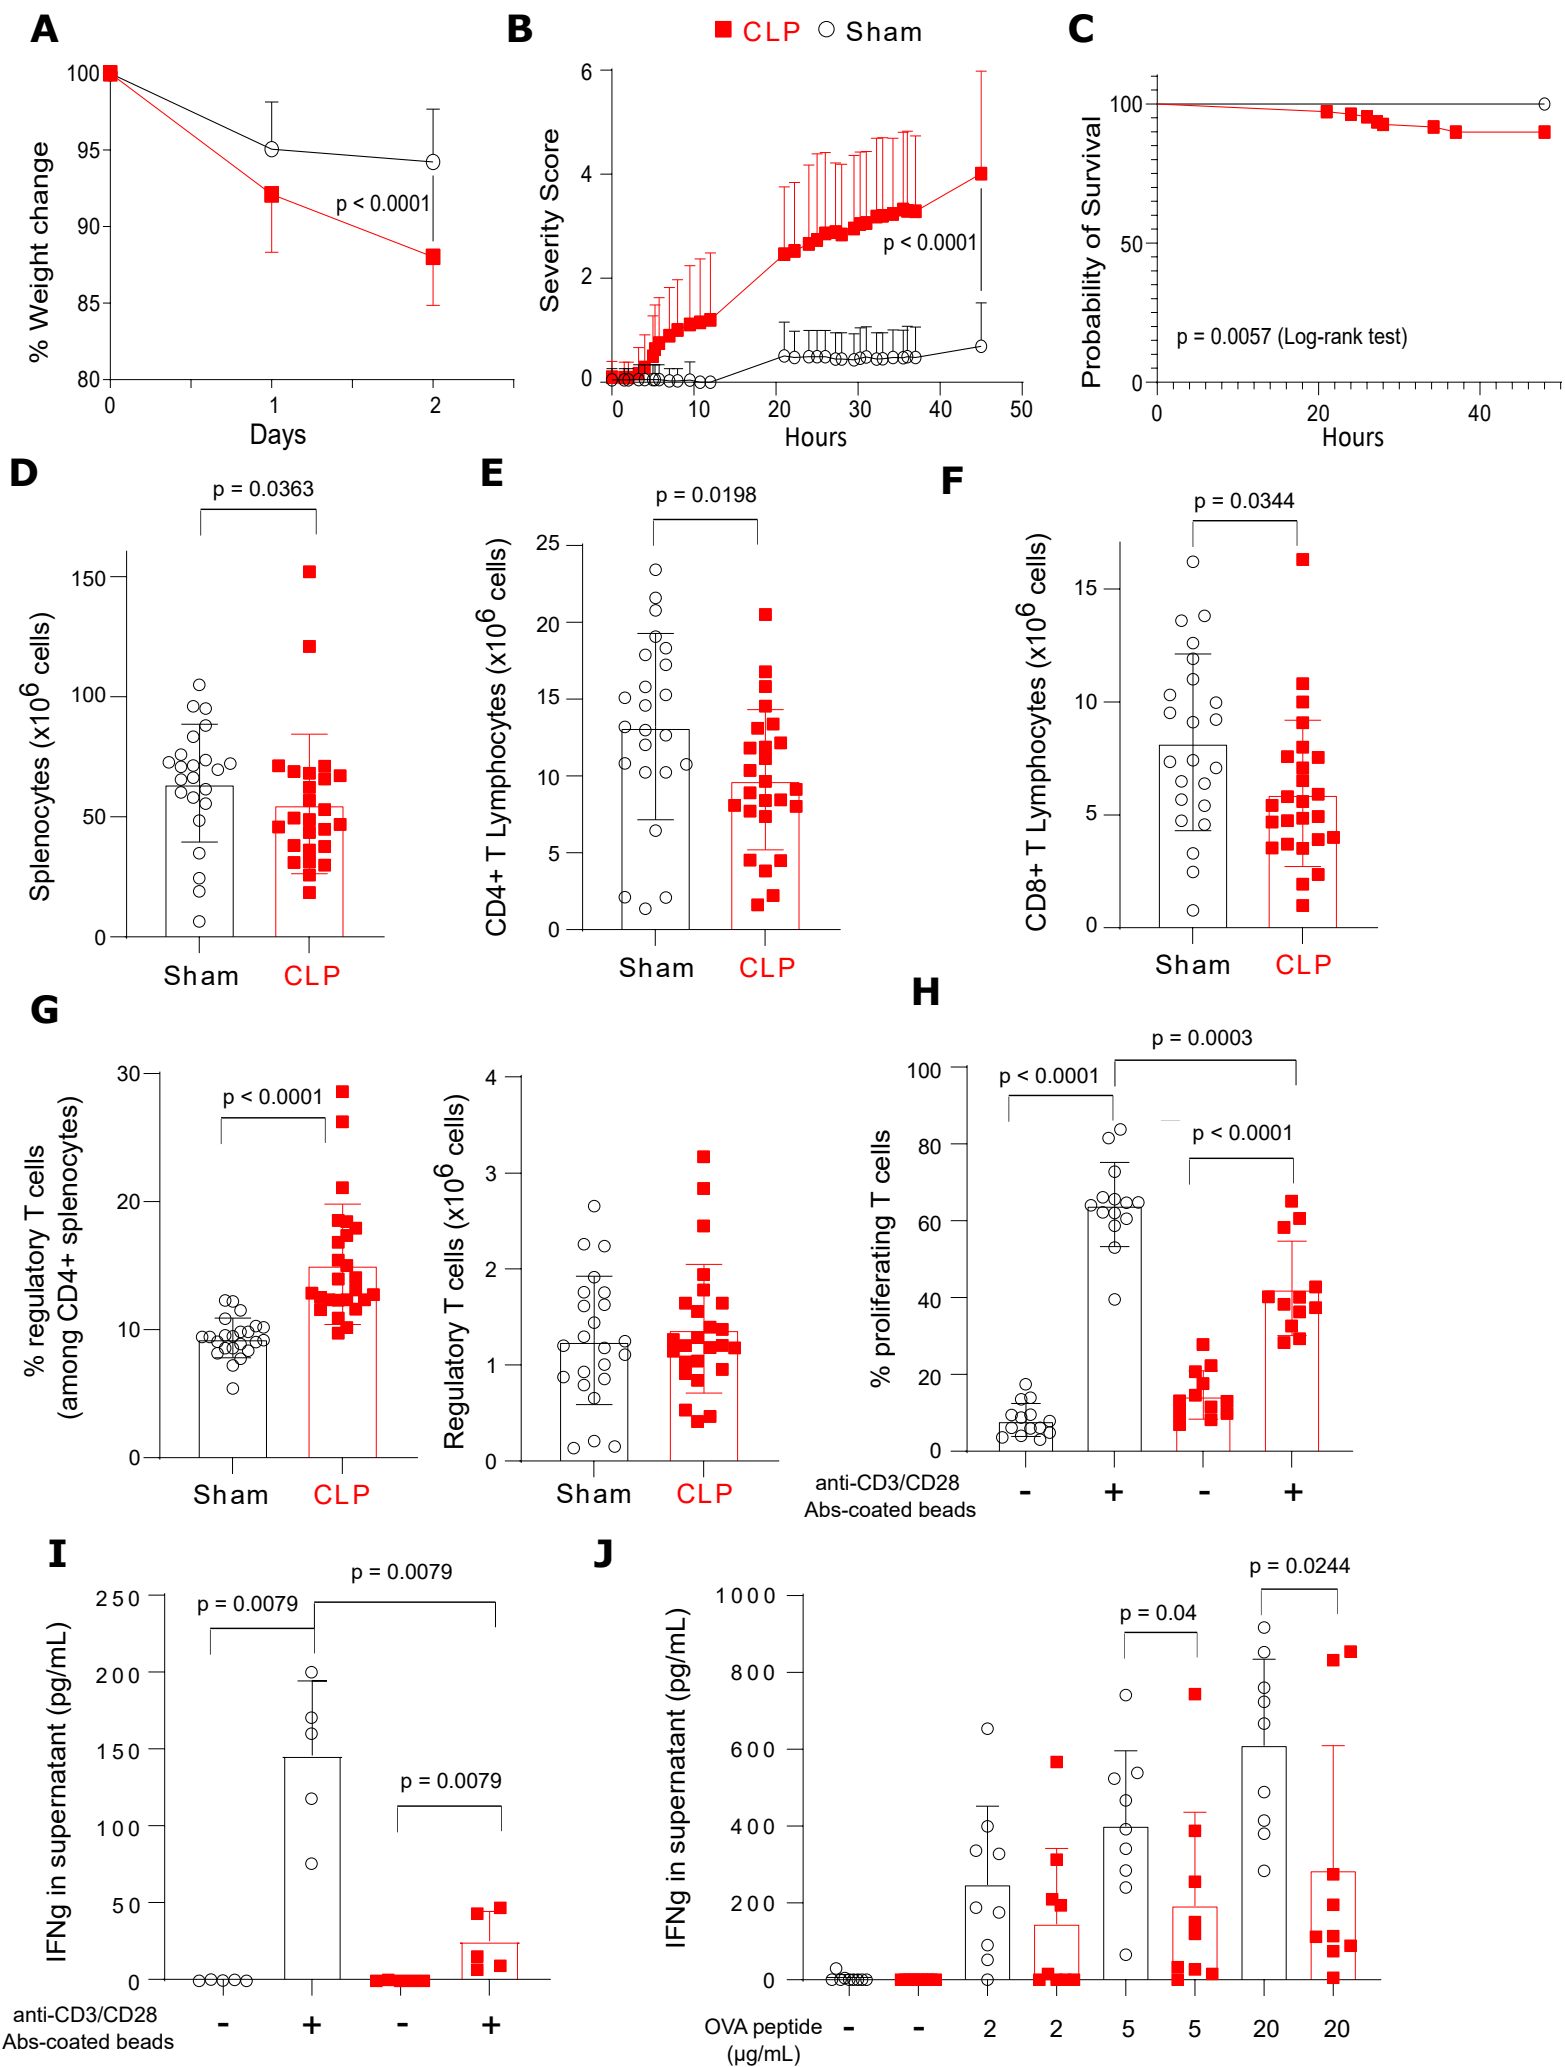 A
B
CLP
Sham
C
% Weight change
100
95
90
85
80
p < 0.0001
0
1
2
Days
Severity Score
6
4
2
0
p < 0.0001
0
10
20
30
40
50
Hours
Probability of Survival
100
50
0
p = 0.0057 (Log-rank test)
0
20
40
Hours
D
p = 0.0363
Splenocytes (x10⁶ cells)
150
100
50
0
Sham
CLP
E
p = 0.0198
CD4+ T Lymphocytes (x10⁶ cells)
25
20
15
10
5
0
Sham
CLP
F
p = 0.0344
CD8+ T Lymphocytes (x10⁶ cells)
15
10
5
0
Sham
CLP
G
% regulatory T cells
(among CD4+ splenocytes)
30
20
10
0
p < 0.0001
Sham
CLP
Regulatory T cells (x10⁶ cells)
4
3
2
1
0
Sham
CLP
H
p = 0.0003
p < 0.0001
p < 0.0001
% proliferating T cells
100
80
60
40
20
0
anti-CD3/CD28
Abs-coated beads
- + - +
I
p = 0.0079
p = 0.0079
p = 0.0079
IFNg in supernatant (pg/mL)
250
200
150
100
50
0
anti-CD3/CD28
Abs-coated beads
- + - +
J
p = 0.0244
p = 0.04
IFNg in supernatant (pg/mL)
1000
800
600
400
200
0
OVA peptide
(µg/mL)
- - 2 2 5 5 20 20